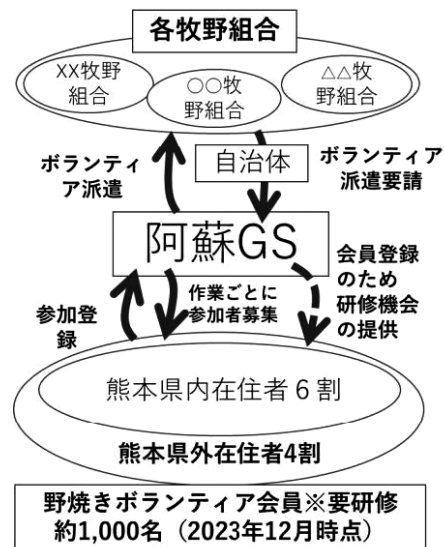 各牧野組合
XX牧野
組合
○○牧
野組合
△△牧
野組合
ボランティ
ア派遣
自治体
ボランティア
派遣要請
阿蘇GS
参加登
録
作業ごとに
参加者募集
会員登録
のため
研修機会
の提供
熊本県内在住者６割
熊本県外在住者4割
野焼きボランティア会員※要研修
約1,000名（2023年12月時点）